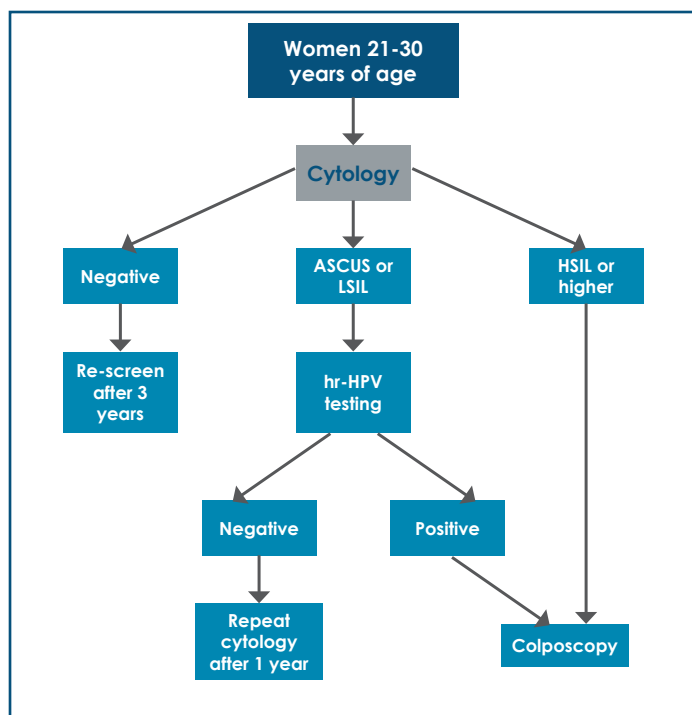 Women 21-30
years of age
Cytology
Negative
ASCUS or
LSIL
HSIL or
higher
Re-screen
after 3
years
hr-HPV
testing
Negative
Positive
Repeat
cytology
after 1 year
Colposcopy